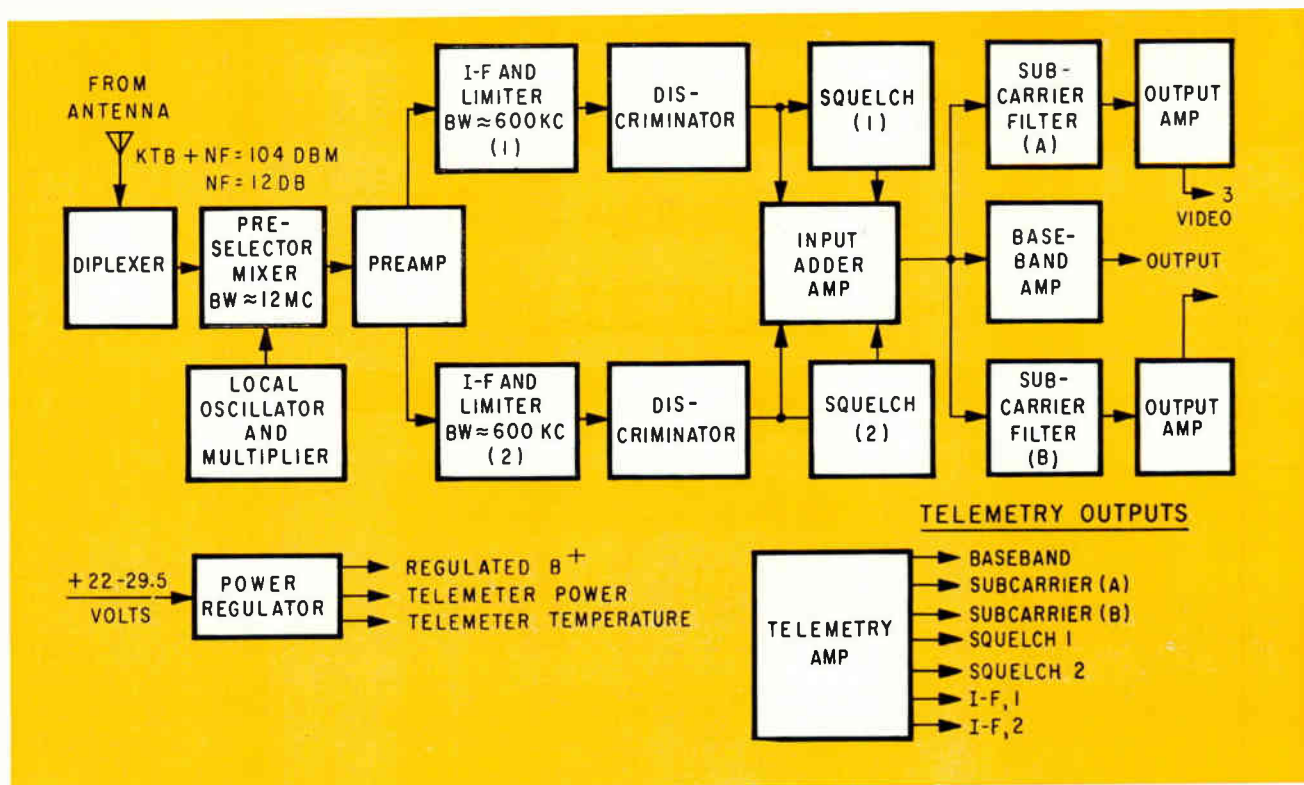 FROM
ANTENNA
KTB + NF = 104 DBM
NF = 12 DB
DIPLEXER
PRE-
SELECTOR
MIXER
BW ≈ 12 MC
LOCAL
OSCILLATOR
AND
MULTIPLIER
PREAMP
I-F AND
LIMITER
BW ≈ 600 KC
(1)
DIS-
CRIMINATOR
SQUELCH
(1)
I-F AND
LIMITER
BW ≈ 600 KC
(2)
DIS-
CRIMINATOR
SQUELCH
(2)
INPUT
ADDER
AMP
SUB-
CARRIER
FILTER
(A)
OUTPUT
AMP
3
VIDEO
BASE-
BAND
AMP
OUTPUT
SUB-
CARRIER
FILTER
(B)
OUTPUT
AMP
+22-29.5
VOLTS
POWER
REGULATOR
REGULATED B+
TELEMETER POWER
TELEMETER TEMPERATURE
TELEMETRY OUTPUTS
TELEMETRY
AMP
BASEBAND
SUBCARRIER (A)
SUBCARRIER (B)
SQUELCH 1
SQUELCH 2
I-F, 1
I-F, 2